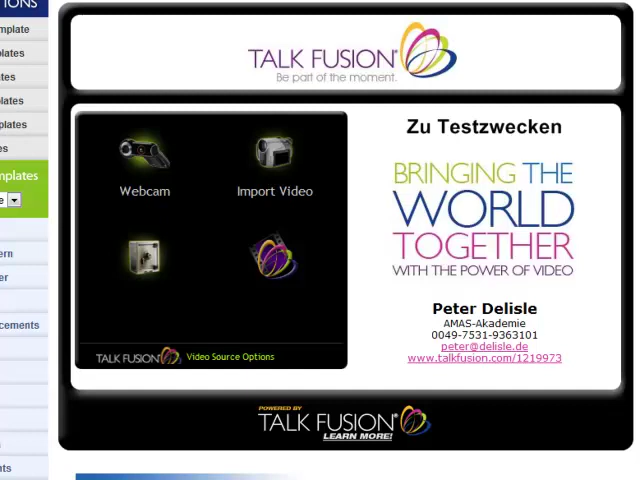 TALK FUSION®
Be part of the moment.
Zu Testzwecken
Webcam
Import Video
BRINGING THE
WORLD
TOGETHER
WITH THE POWER OF VIDEO
Peter Delisle
AMAS-Akademie
0049-7531-9363101
peter@delisle.de
www.talkfusion.com/1219973
TALK FUSION
Video Source Options
POWERED BY
TALK FUSION®
LEARN MORE!